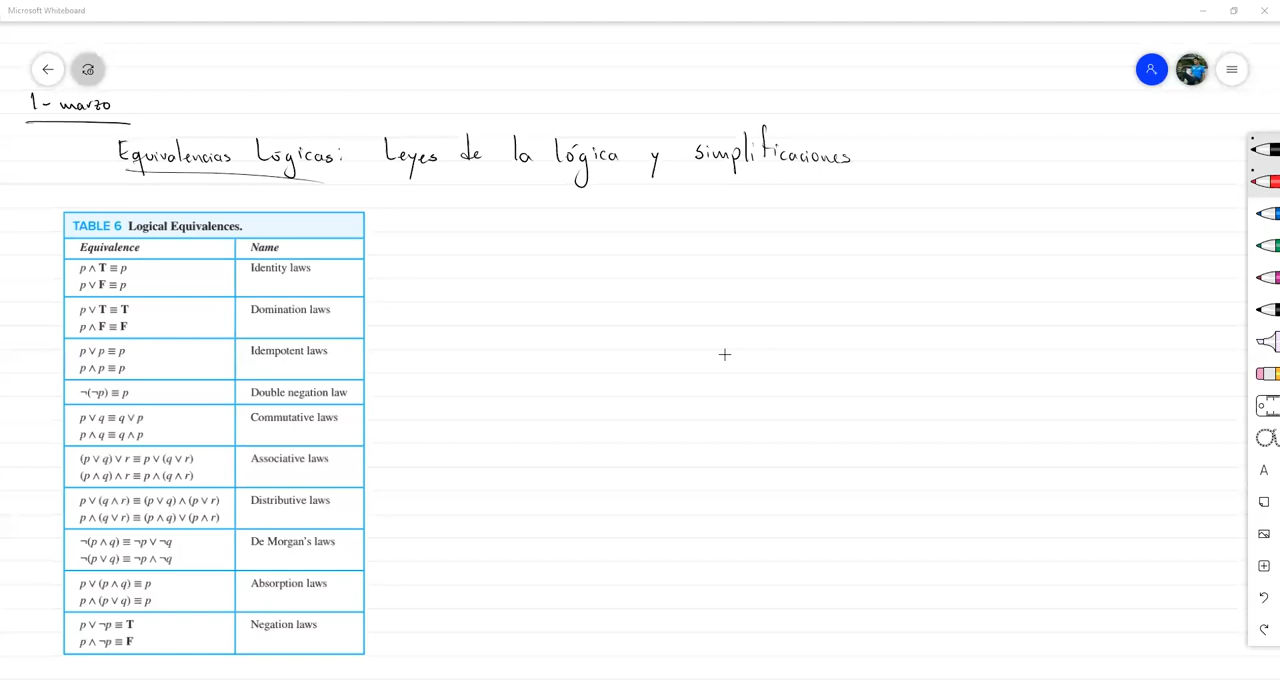 Microsoft Whiteboard
1- marzo
Equivalencias Lógicas: Leyes de la lógica y simplificaciones
TABLE 6 Logical Equivalences.
Equivalence Name
p ∧ T ≡ p Identity laws
p ∨ F ≡ p
p ∨ T ≡ T Domination laws
p ∧ F ≡ F
p ∨ p ≡ p Idempotent laws
p ∧ p ≡ p
¬(¬p) ≡ p Double negation law
p ∨ q ≡ q ∨ p Commutative laws
p ∧ q ≡ q ∧ p
(p ∨ q) ∨ r ≡ p ∨ (q ∨ r) Associative laws
(p ∧ q) ∧ r ≡ p ∧ (q ∧ r)
p ∨ (q ∧ r) ≡ (p ∨ q) ∧ (p ∨ r) Distributive laws
p ∧ (q ∨ r) ≡ (p ∧ q) ∨ (p ∧ r)
¬(p ∧ q) ≡ ¬p ∨ ¬q De Morgan's laws
¬(p ∨ q) ≡ ¬p ∧ ¬q
p ∨ (p ∧ q) ≡ p Absorption laws
p ∧ (p ∨ q) ≡ p
p ∨ ¬p ≡ T Negation laws
p ∧ ¬p ≡ F
A